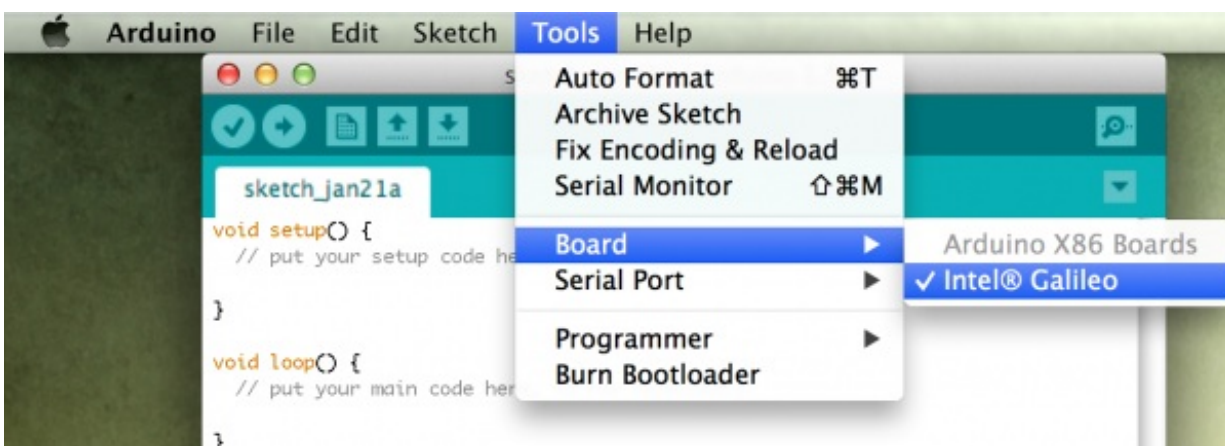 Arduino File Edit Sketch Tools Help
s
Auto Format ⌘T
Archive Sketch
Fix Encoding & Reload
Serial Monitor ⇧⌘M
Board
Serial Port
Programmer
Burn Bootloader
Arduino X86 Boards
✓ Intel® Galileo
sketch_jan21a
void setup() {
// put your setup code he
}
void loop() {
// put your main code her
}